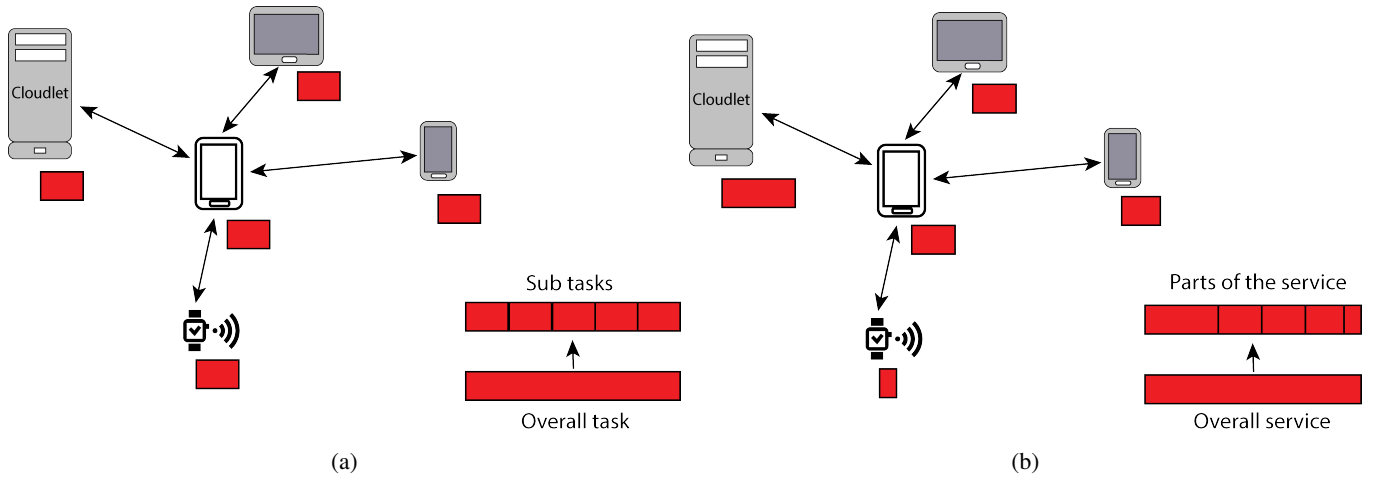 Cloudlet
Sub tasks
Overall task
(a)
Cloudlet
Parts of the service
Overall service
(b)